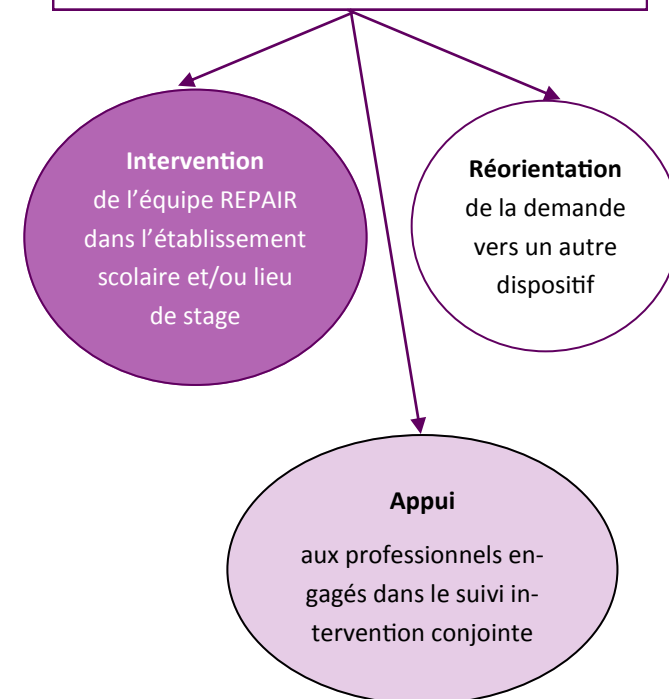 Intervention
de l’équipe REPAIR
dans l’établissement
scolaire et/ou lieu
de stage
Réorientation
de la demande
vers un autre
dispositif
Appui
aux professionnels en-
gagés dans le suivi in-
tervention conjointe